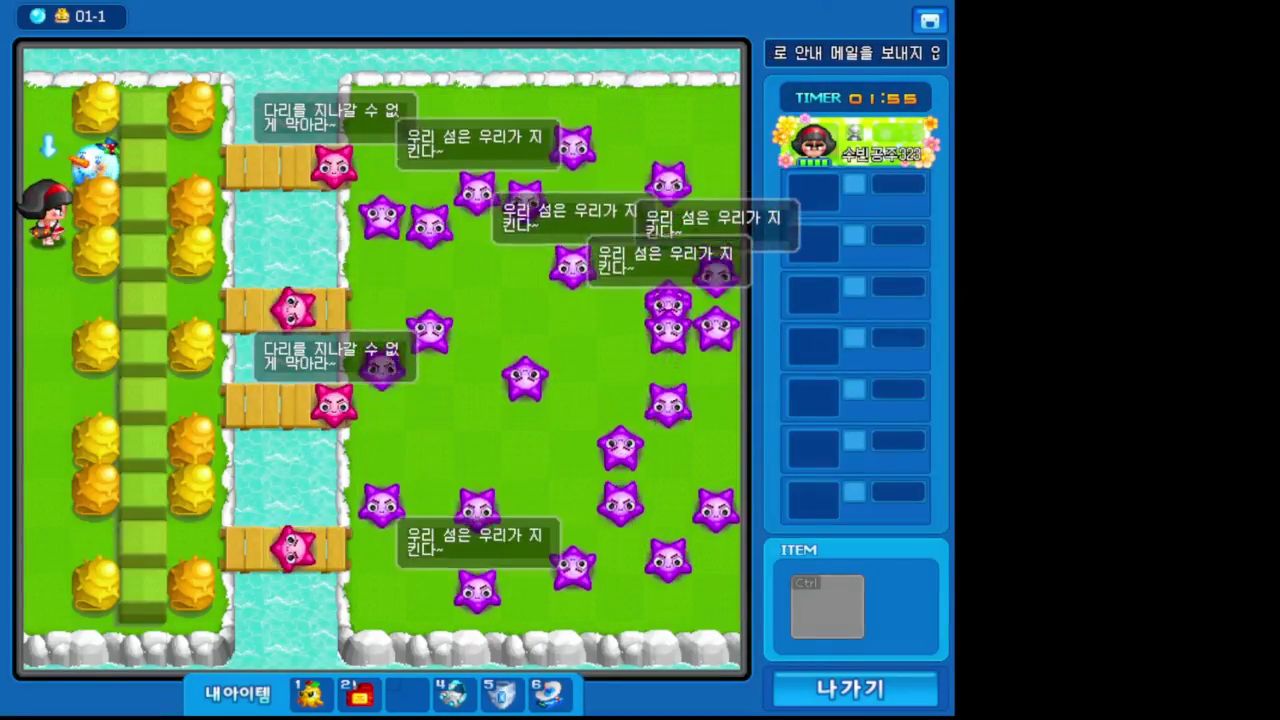 01-1
로 안내 메일을 보내지 않
TIMER 01:55
수빈공주023
다리를 지나갈 수 없
게 막아라~
우리 섬은 우리가 지
킨다~
우리 섬은 우리가 지
킨다~
우리 섬은 우리가 지
킨다~
우리 섬은 우리가 지
킨다~
다리를 지나갈 수 없
게 막아라~
우리 섬은 우리가 지
킨다~
ITEM
Ctrl
내아이템
1
2
4
5
6
나가기